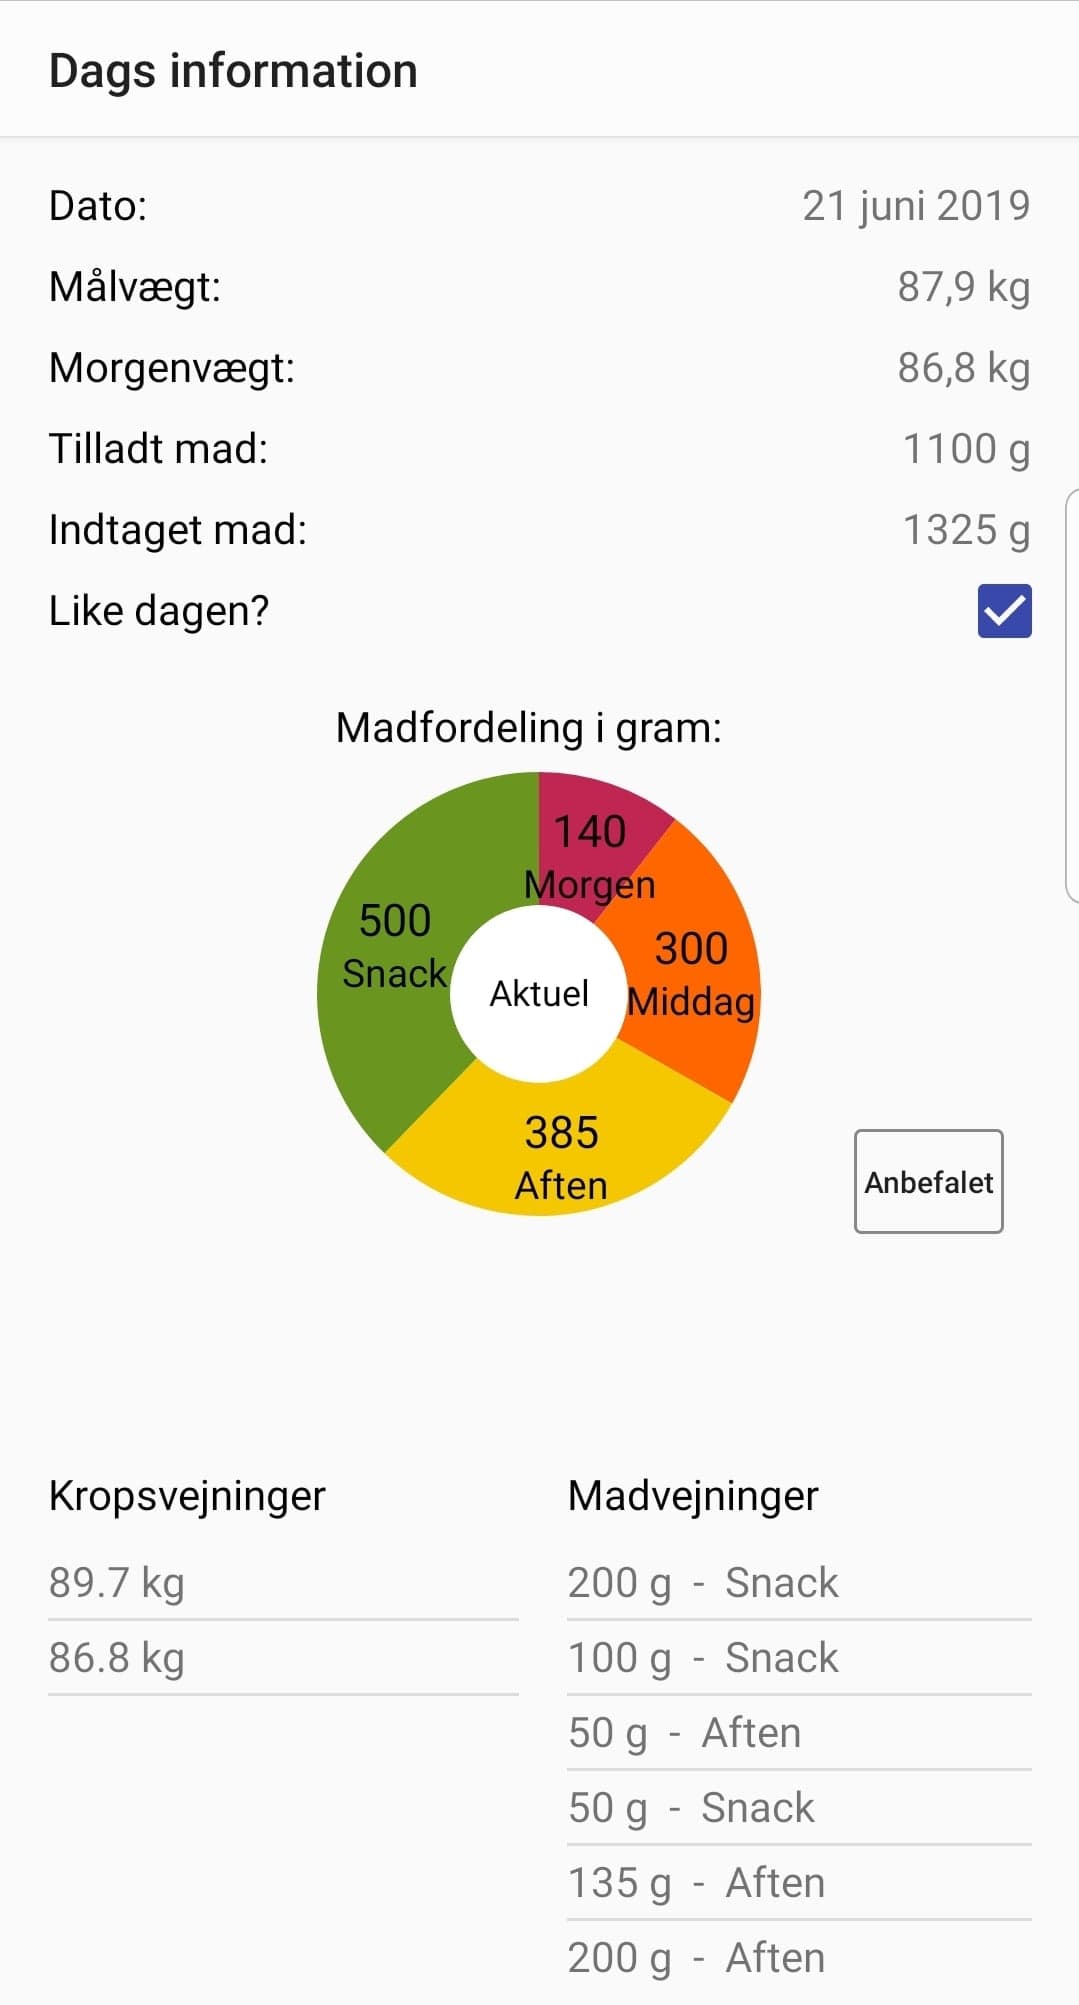 Dags information
Dato: 21 juni 2019
Målvægt: 87,9 kg
Morgenvægt: 86,8 kg
Tilladt mad: 1100 g
Indtaget mad: 1325 g
Like dagen?
Madfordeling i gram:
140
Morgen
500
Snack
300
Middag
Aktuel
385
Aften
Anbefalet
Kropsvejninger
89.7 kg
86.8 kg
Madvejninger
200 g - Snack
100 g - Snack
50 g - Aften
50 g - Snack
135 g - Aften
200 g - Aften